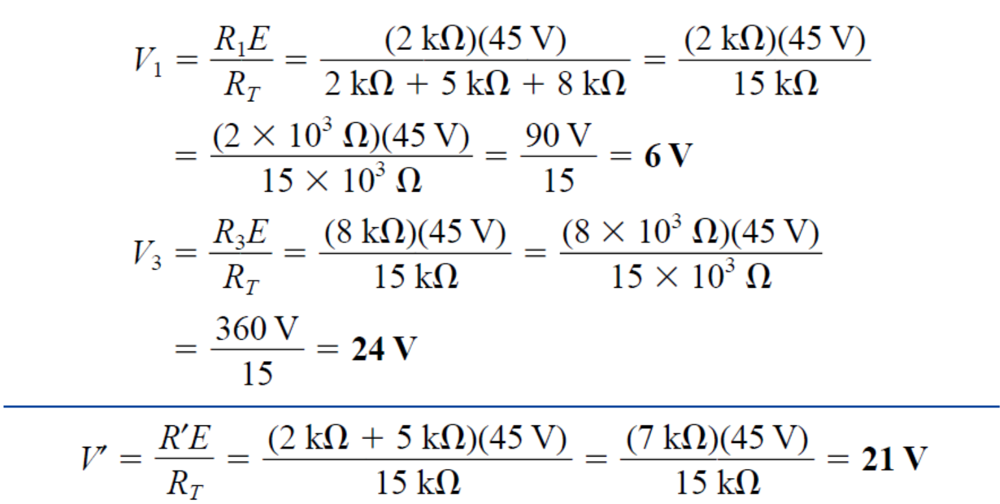 V₁ = R₁E / R_T = (2 kΩ)(45 V) / 2 kΩ + 5 kΩ + 8 kΩ = (2 kΩ)(45 V) / 15 kΩ
= (2 × 10³ Ω)(45 V) / 15 × 10³ Ω = 90 V / 15 = 6 V
V₃ = R₃E / R_T = (8 kΩ)(45 V) / 15 kΩ = (8 × 10³ Ω)(45 V) / 15 × 10³ Ω
= 360 V / 15 = 24 V
V′ = R′E / R_T = (2 kΩ + 5 kΩ)(45 V) / 15 kΩ = (7 kΩ)(45 V) / 15 kΩ = 21 V